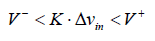 V⁻ < K · Δv_in < V⁺